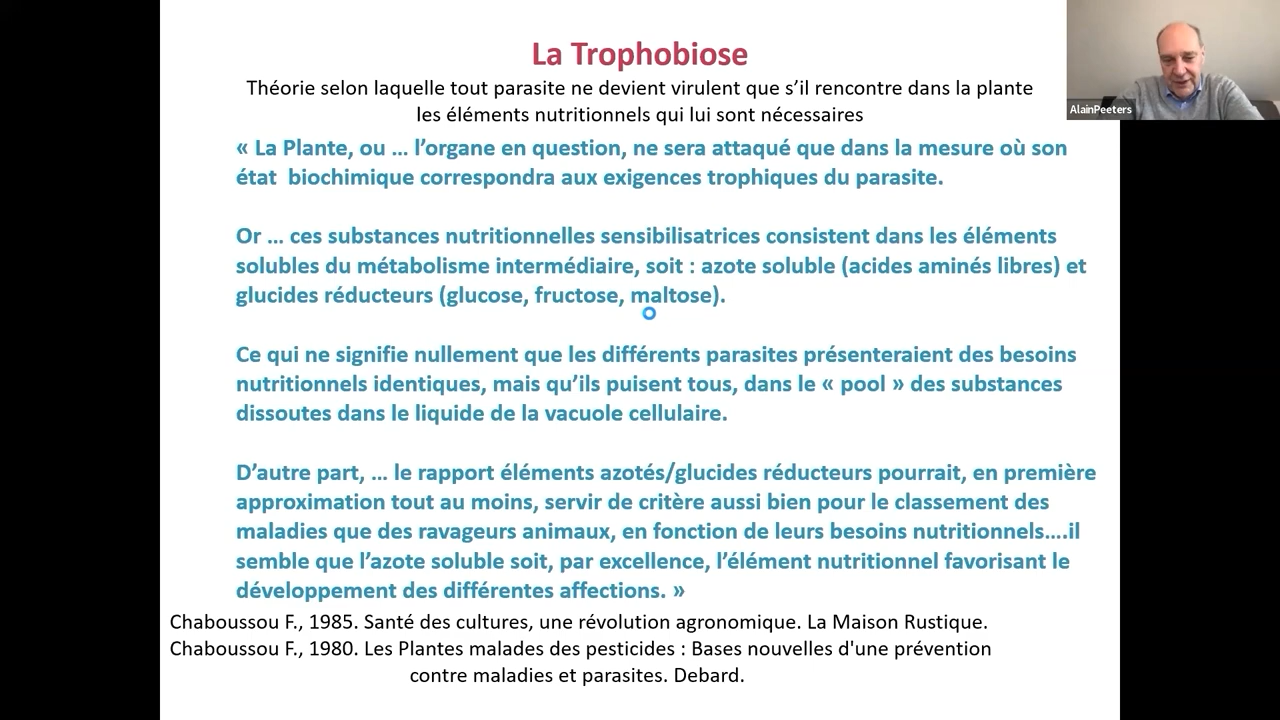 La Trophobiose
AlainPeeters
Théorie selon laquelle tout parasite ne devient virulent que s’il rencontre dans la plante
les éléments nutritionnels qui lui sont nécessaires
« La Plante, ou ... l’organe en question, ne sera attaqué que dans la mesure où son
état  biochimique correspondra aux exigences trophiques du parasite.
Or ... ces substances nutritionnelles sensibilisatrices consistent dans les éléments
solubles du métabolisme intermédiaire, soit : azote soluble (acides aminés libres) et
glucides réducteurs (glucose, fructose, maltose).
Ce qui ne signifie nullement que les différents parasites présenteraient des besoins
nutritionnels identiques, mais qu’ils puisent tous, dans le « pool » des substances
dissoutes dans le liquide de la vacuole cellulaire.
D’autre part, ... le rapport éléments azotés/glucides réducteurs pourrait, en première
approximation tout au moins, servir de critère aussi bien pour le classement des
maladies que des ravageurs animaux, en fonction de leurs besoins nutritionnels....il
semble que l’azote soluble soit, par excellence, l’élément nutritionnel favorisant le
développement des différentes affections. »
Chaboussou F., 1985. Santé des cultures, une révolution agronomique. La Maison Rustique.
Chaboussou F., 1980. Les Plantes malades des pesticides : Bases nouvelles d'une prévention
contre maladies et parasites. Debard.